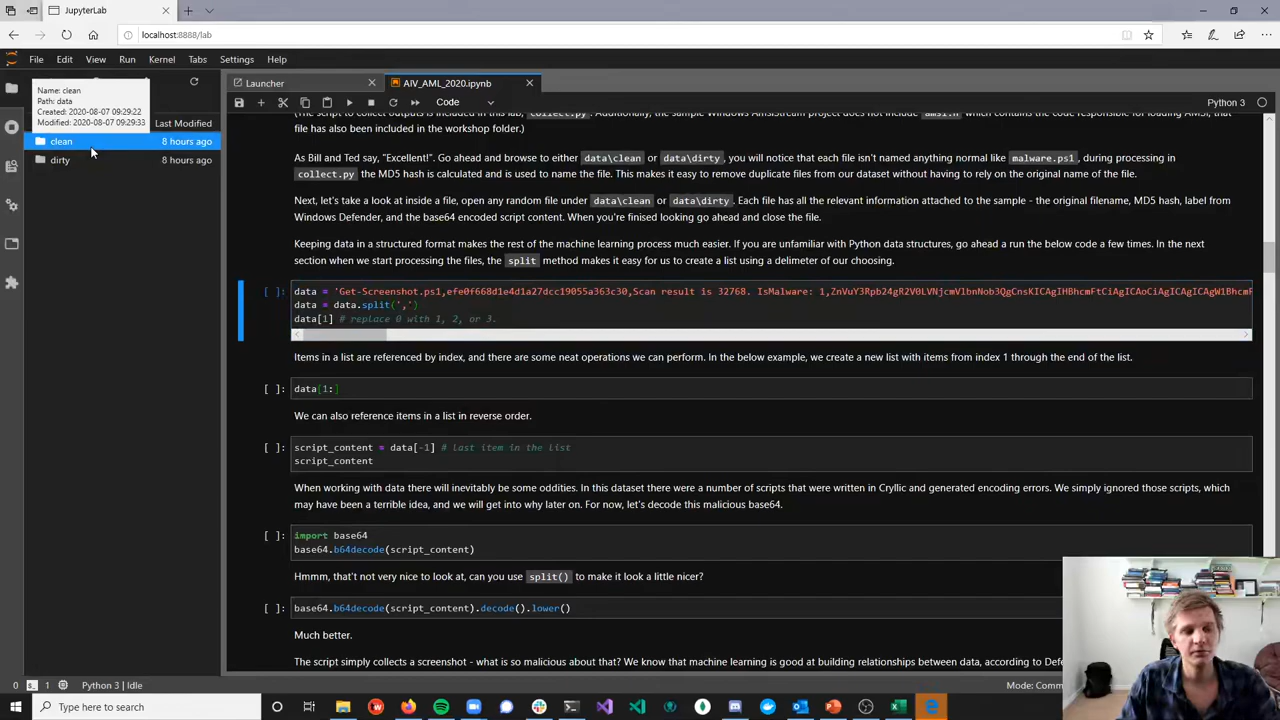 JupyterLab
localhost:8888/lab
File Edit View Run Kernel Tabs Settings Help
Name: clean
Path: data
Created: 2020-08-07 09:29:22
Modified: 2020-08-07 09:29:33
Last Modified
clean 8 hours ago
dirty 8 hours ago
Launcher
AIV_AML_2020.ipynb
Code
Python 3
file has also been included in the workshop folder.)
As Bill and Ted say, "Excellent!". Go ahead and browse to either data\clean or data\dirty, you will notice that each file isn't named anything normal like malware.ps1, during processing in
collect.py the MD5 hash is calculated and is used to name the file. This makes it easy to remove duplicate files from our dataset without having to rely on the original name of the file.
Next, let's take a look at inside a file, open any random file under data\clean or data\dirty. Each file has all the relevant information attached to the sample - the original filename, MD5 hash, label from
Windows Defender, and the base64 encoded script content. When you're finised looking go ahead and close the file.
Keeping data in a structured format makes the rest of the machine learning process much easier. If you are unfamiliar with Python data structures, go ahead a run the below code a few times. In the next
section when we start processing the files, the split method makes it easy for us to create a list using a delimeter of our choosing.
[ ]: data = 'Get-Screenshot.ps1,efe0f668d1e4d1a27dcc19055a363c30,Scan result is 32768. IsMalware: 1,
data = data.split(',')
data[1] # replace 0 with 1, 2, or 3.
Items in a list are referenced by index, and there are some neat operations we can perform. In the below example, we create a new list with items from index 1 through the end of the list.
[ ]: data[1:]
We can also reference items in a list in reverse order.
[ ]: script_content = data[-1] # last item in the list
script_content
When working with data there will inevitably be some oddities. In this dataset there were a number of scripts that were written in Cryllic and generated encoding errors. We simply ignored those scripts, which
may have been a terrible idea, and we will get into why later on. For now, let's decode this malicious base64.
[ ]: import base64
base64.b64decode(script_content)
Hmmm, that's not very nice to look at, can you use split() to make it look a little nicer?
[ ]: base64.b64decode(script_content).decode().lower()
Much better.
The script simply collects a screenshot - what is so malicious about that? We know that machine learning is good at building relationships between data, according to Defe
0 1 Python 3 | Idle
Mode: Comm
Type here to search